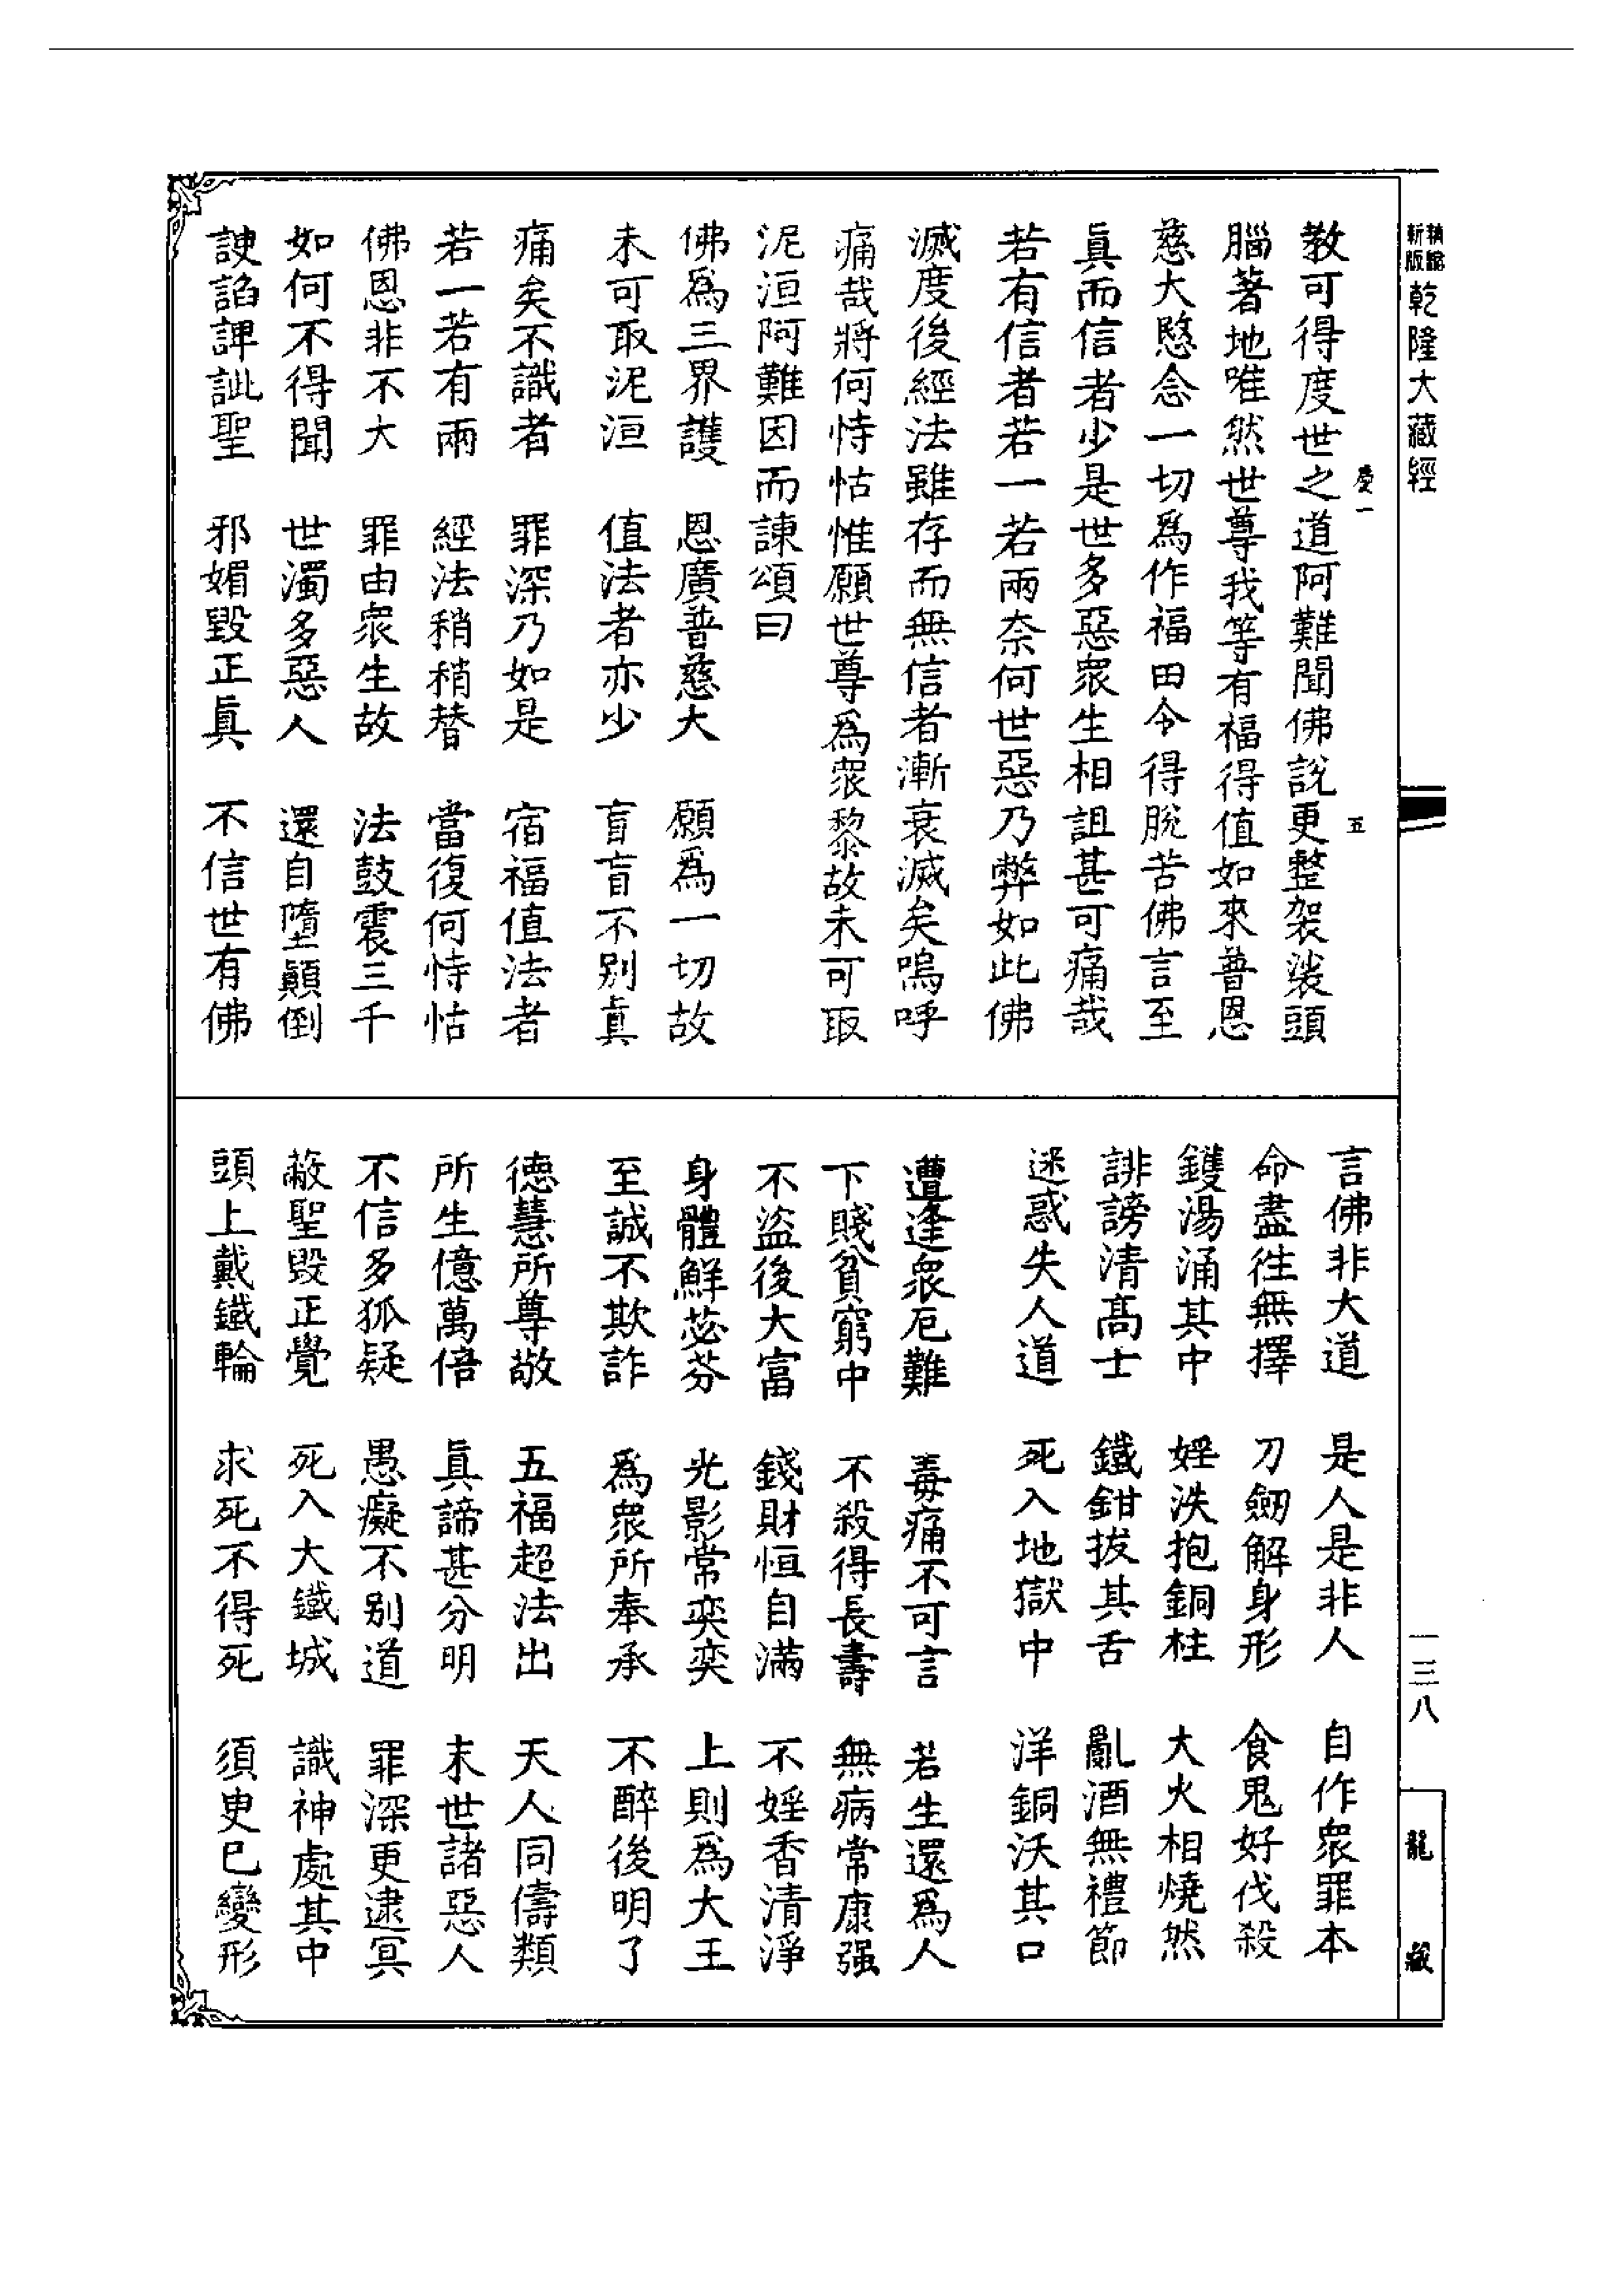 新版
乾隆大藏經
慶一
五
教可得度世之道阿難聞佛說更整袈裟頭
腦著地唯然世尊我等有福得值如來普恩
慈大愍念一切爲作福田令得脫苦佛言至
眞而信者少是世多惡衆生相詛甚可痛哉
若有信者若一若兩奈何世惡乃弊如此佛
滅度後經法雖存而無信者漸衰滅矣嗚呼
痛哉將何恃怙惟願世尊爲衆黎故未可取
泥洹阿難因而諫頌曰
佛爲三界護 恩廣普慈大 願爲一切故
未可取泥洹 值法者亦少 盲盲不別眞
痛矣不識者 罪深乃如是 宿福值法者
若一若有兩 經法稍稍替 當復何恃怙
佛恩非不大 罪由衆生故 法鼓震三千
如何不得聞 世濁多惡人 還自墮顚倒
諛諂諀訿聖 邪媚毀正眞 不信世有佛
言佛非大道 是人是非人 自作衆罪本
命盡往無擇 刀劒解身形 食鬼好伐殺
鑊湯涌其中 婬泆抱銅柱 大火相燒然
誹謗清髙士 鐵鉗拔其舌 亂酒無禮節
迷惑失人道 死入地獄中 洋銅沃其口
遭逢衆厄難 毒痛不可言 若生還爲人
下賤貧窮中 不殺得長壽 無病常康强
不盜後大富 錢財恒自滿 不婬香清淨
身體鮮苾芬 光影常奕奕 上則爲大王
至誠不欺詐 爲衆所奉承 不醉後明了
德慧所尊敬 五福超法出 天人同儔類
所生億萬倍 眞諦甚分明 末世諸惡人
不信多狐疑 愚癡不別道 罪深更逮冥
蔽聖毀正覺 死入大鐵城 識神處其中
頭上戴鐵輪 求死不得死 須叓巳變形
一三八
龍藏